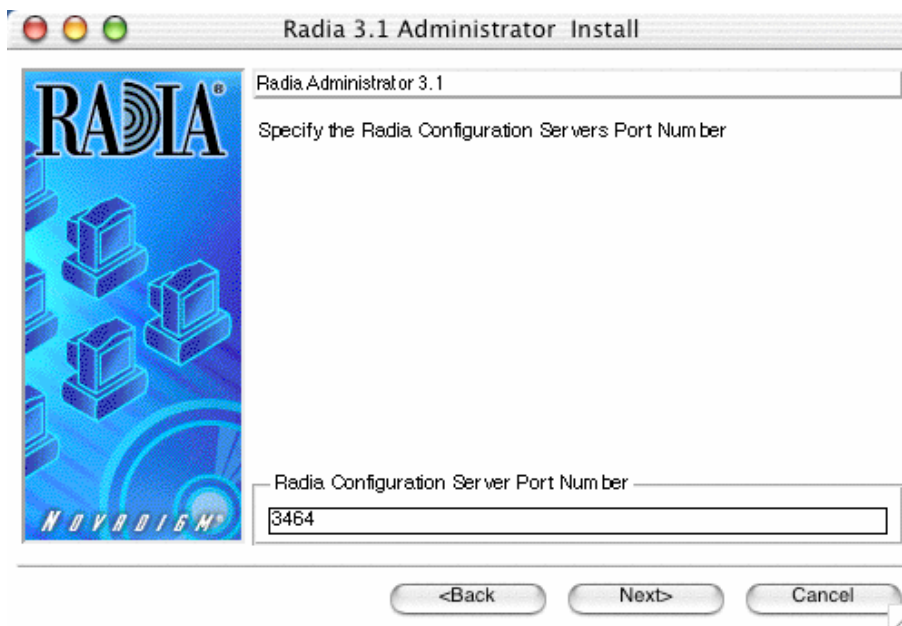 Radia 3.1 Administrator Install
RADIA®
Radia Administrator 3.1
Specify the Radia Configuration Servers Port Number
Radia Configuration Server Port Number
3464
NOVADIGM®
<Back
Next>
Cancel